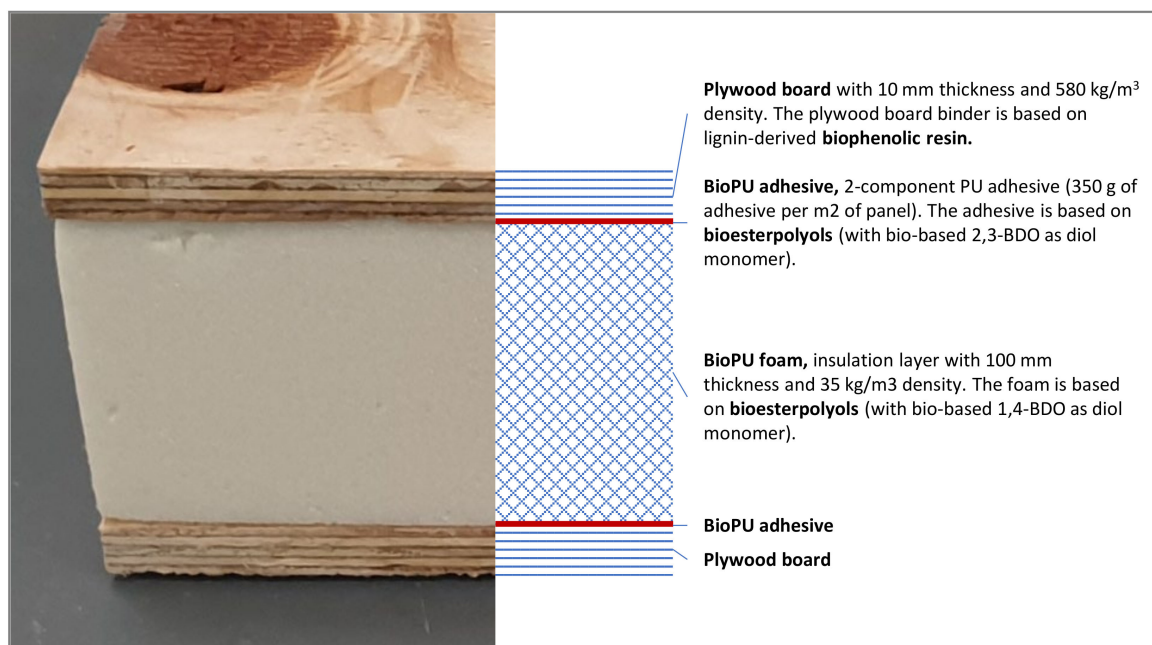 Plywood board with 10 mm thickness and 580 kg/m³
density. The plywood board binder is based on
lignin-derived biophenolic resin.
BioPU adhesive, 2-component PU adhesive (350 g of
adhesive per m2 of panel). The adhesive is based on
bioesterpolyols (with bio-based 2,3-BDO as diol
monomer).
BioPU foam, insulation layer with 100 mm
thickness and 35 kg/m3 density. The foam is based
on bioesterpolyols (with bio-based 1,4-BDO as diol
monomer).
BioPU adhesive
Plywood board